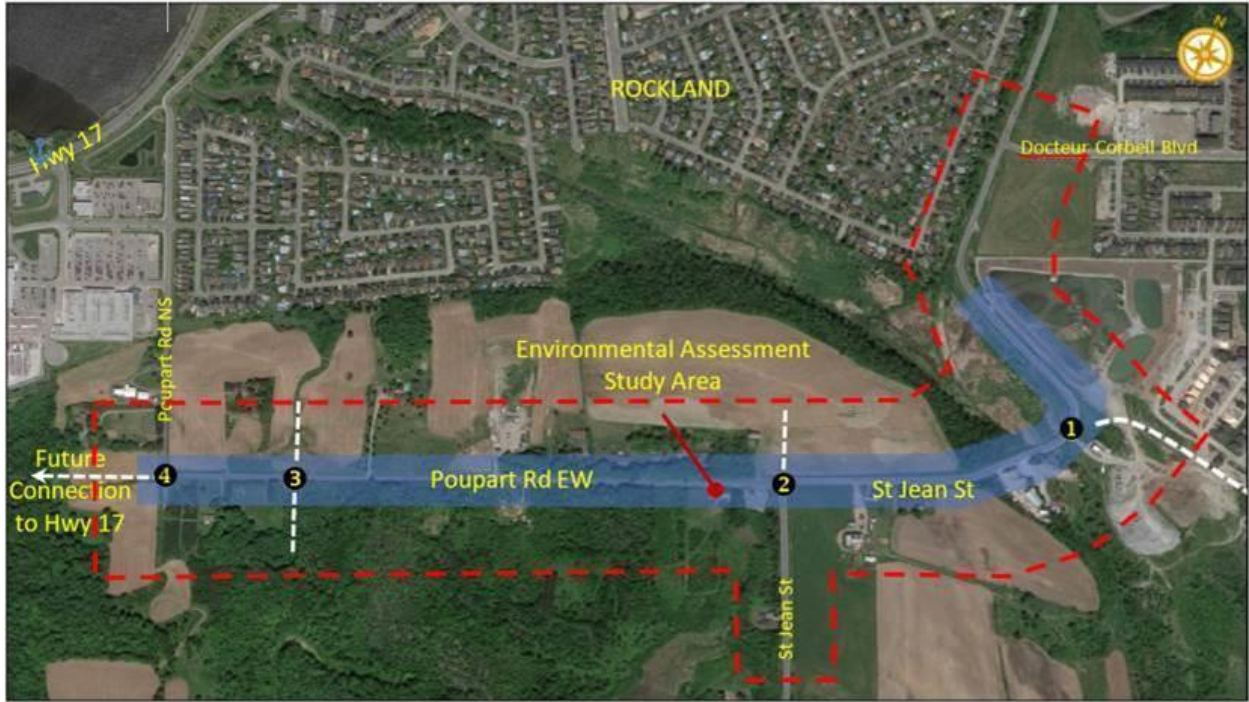 N
ROCKLAND
Hwy 17
Docteur Corbeil Blvd
Poupart Rd NS
Environmental Assessment
Study Area
1
Future
Connection
to Hwy 17
4
3
Poupart Rd EW
2
St Jean St
St Jean St